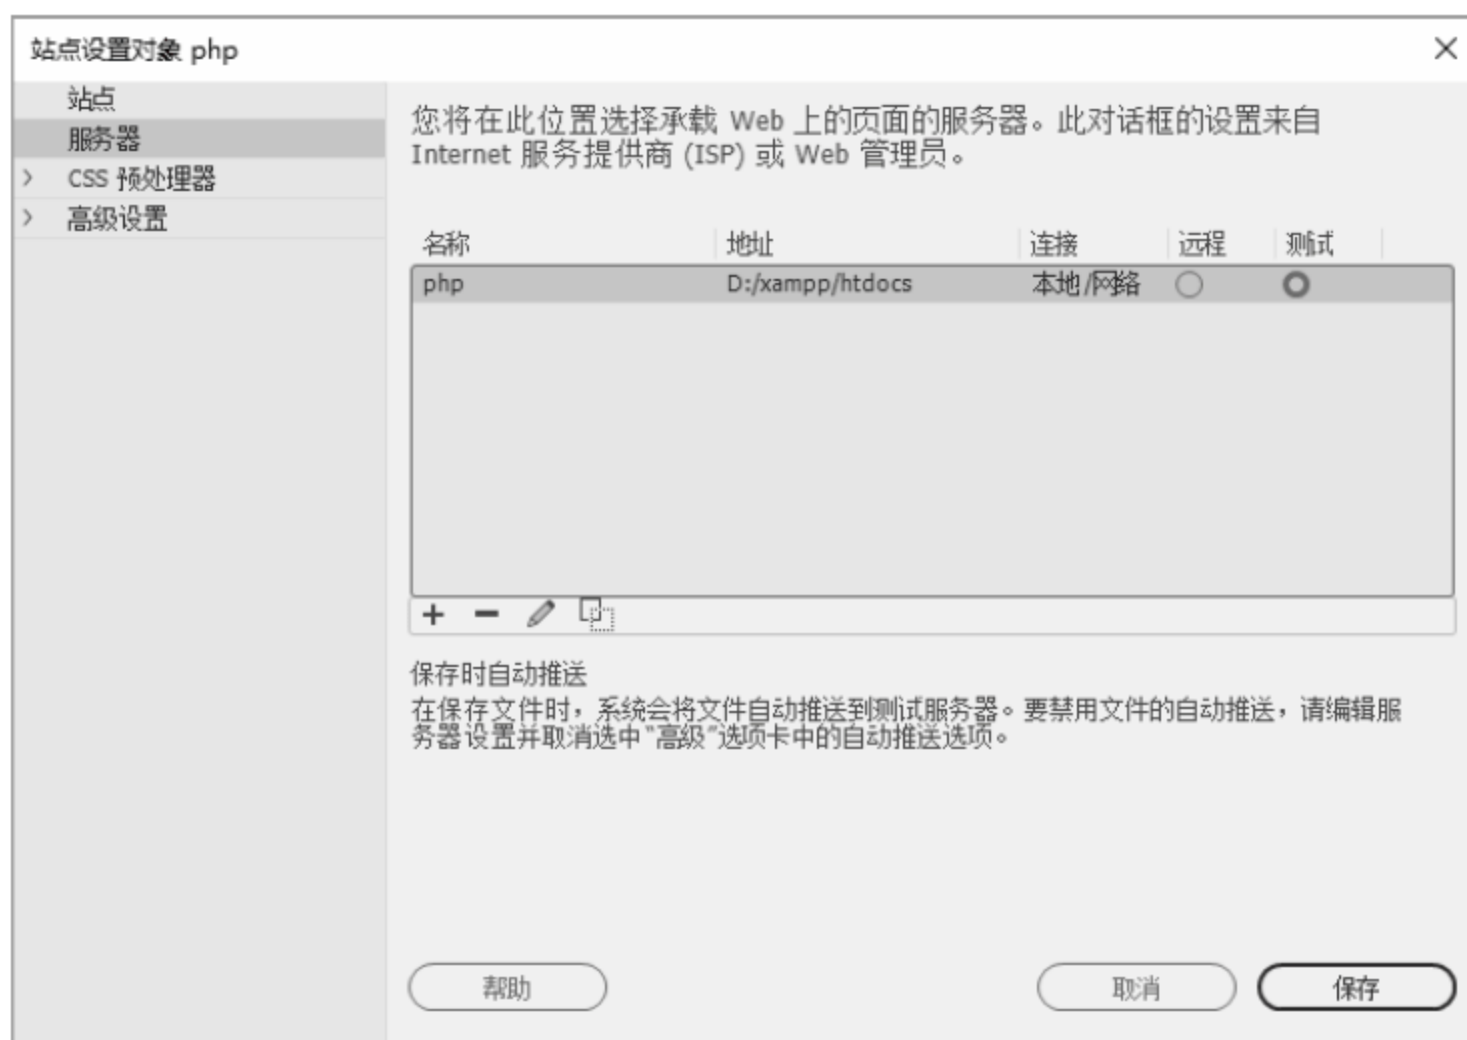 站点设置对象 php
站点
服务器
CSS 预处理器
高级设置
您将在此位置选择承载 Web 上的页面的服务器。此对话框的设置来自
Internet 服务提供商 (ISP) 或 Web 管理员。
名称 地址 连接 远程 测试
php D:/xampp/htdocs 本地/网络
保存时自动推送
在保存文件时，系统会将文件自动推送到测试服务器。要禁用文件的自动推送，请编辑服
务器设置并取消选中“高级”选项卡中的自动推送选项。
帮助 取消 保存